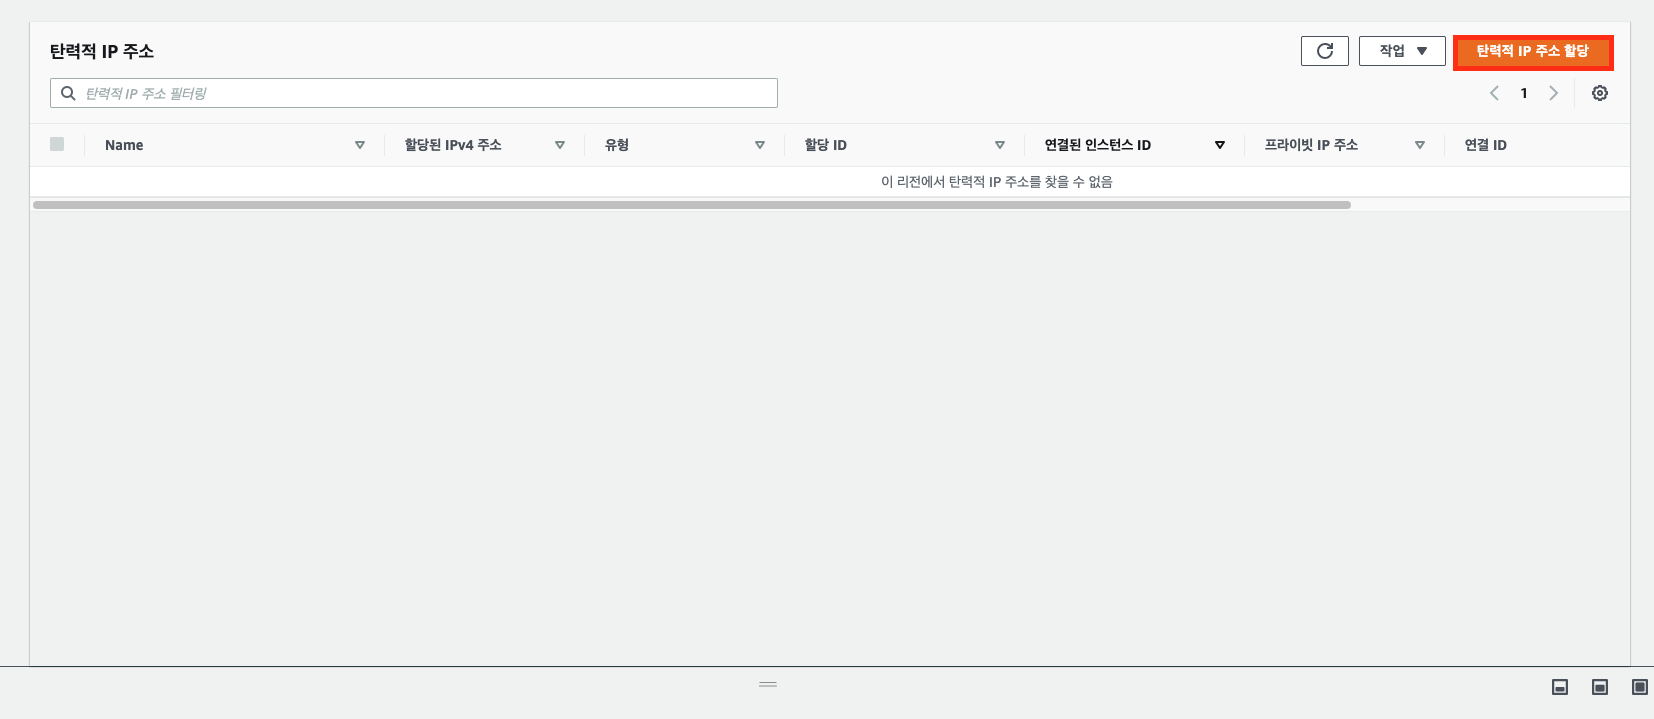 탄력적 IP 주소
작업
탄력적 IP 주소 할당
탄력적 IP 주소 필터링
1
Name
할당된 IPv4 주소
유형
할당 ID
연결된 인스턴스 ID
프라이빗 IP 주소
연결 ID
이 리전에서 탄력적 IP 주소를 찾을 수 없음